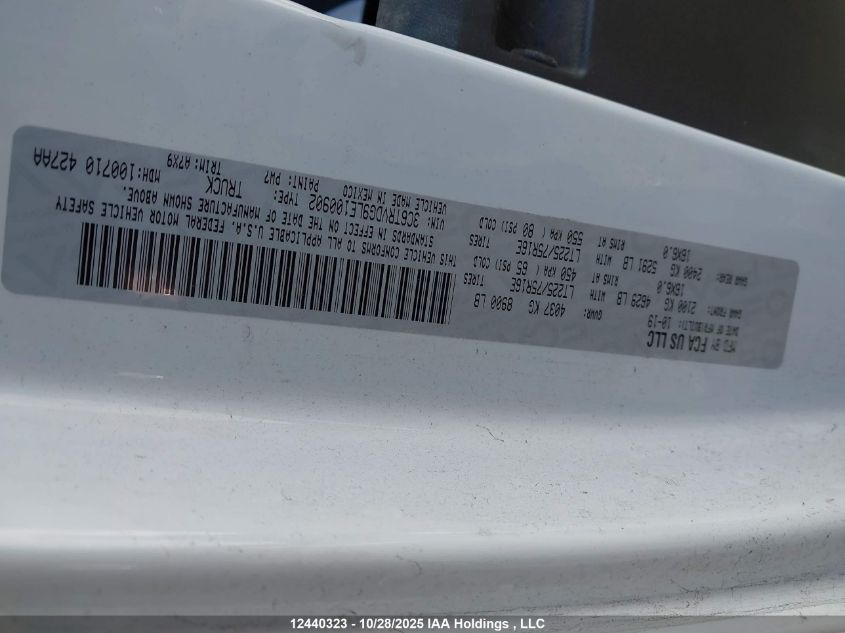 MFD BY FCA US LLC
DATE OF MFR(BUILT): 10-19 GVWR: 4037 KG 8900 LB
GAWR FRONT: 2100 KG 4629 LB WITH LT225/75R16E TIRES
16X6.0 RIMS AT 450 KPA ( 65 PSI) COLD
GAWR REAR: 2400 KG 5291 LB WITH LT225/75R16E TIRES
16X6.0 RIMS AT 550 KPA ( 80 PSI) COLD
THIS VEHICLE CONFORMS TO ALL APPLICABLE U.S.A. FEDERAL MOTOR VEHICLE SAFETY
STANDARDS IN EFFECT ON THE DATE OF MANUFACTURE SHOWN ABOVE.
VIN: 3C6TRVDG9LE100902 TYPE: TRUCK
VEHICLE MADE IN MEXICO PAINT: PW7 TRIM: A7X9
MDH:100710 427AA
12440323 - 10/28/2025 IAA Holdings , LLC